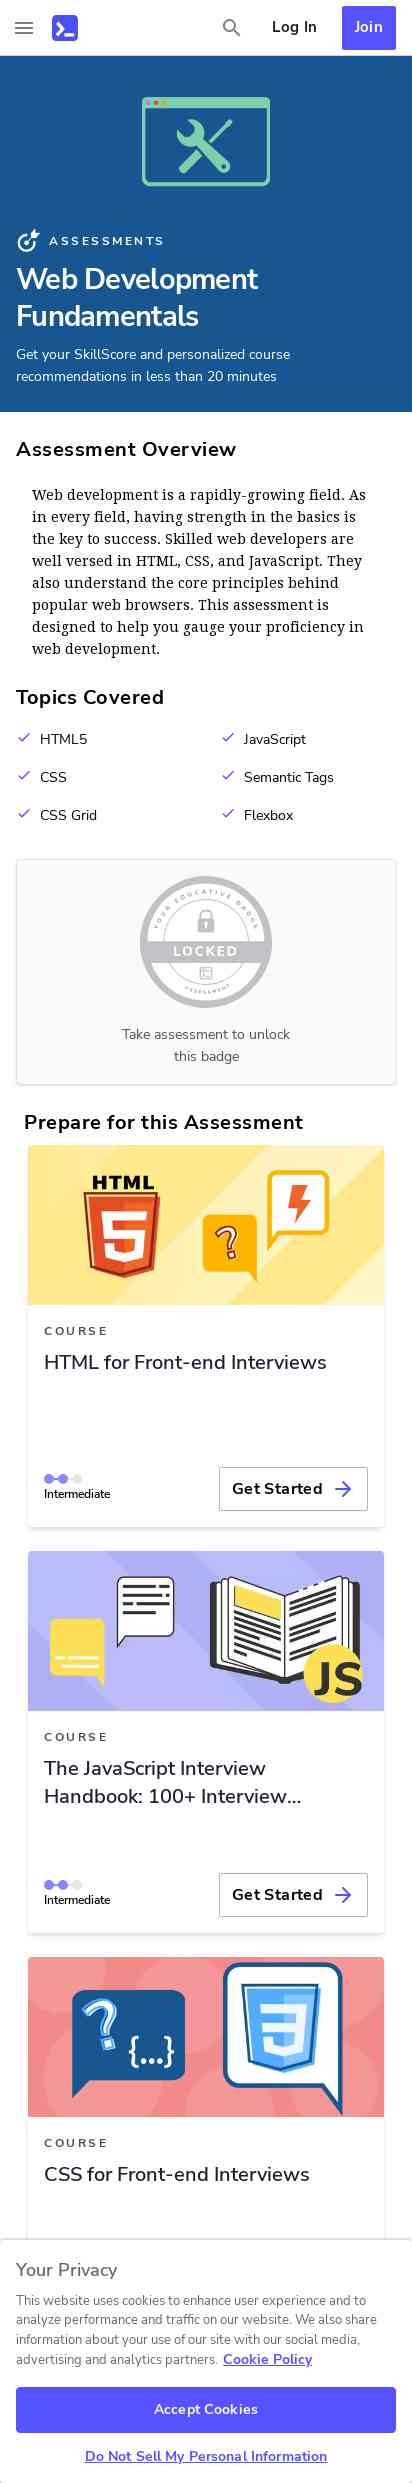 Log In
Join
ASSESSMENTS
Web Development
Fundamentals
Get your SkillScore and personalized course
recommendations in less than 20 minutes
Assessment Overview
Web development is a rapidly-growing field. As
in every field, having strength in the basics is
the key to success. Skilled web developers are
well versed in HTML, CSS, and JavaScript. They
also understand the core principles behind
popular web browsers. This assessment is
designed to help you gauge your proficiency in
web development.
Topics Covered
HTML5
JavaScript
CSS
Semantic Tags
CSS Grid
Flexbox
YOUR EDUCATIVE BADGE
LOCKED
ASSESSMENT
Take assessment to unlock
this badge
Prepare for this Assessment
HTML
5
?
COURSE
HTML for Front-end Interviews
Intermediate
Get Started
JS
COURSE
The JavaScript Interview
Handbook: 100+ Interview...
Intermediate
Get Started
?
{...}
3
COURSE
CSS for Front-end Interviews
Your Privacy
This website uses cookies to enhance user experience and to
analyze performance and traffic on our website. We also share
information about your use of our site with our social media,
advertising and analytics partners. Cookie Policy
Accept Cookies
Do Not Sell My Personal Information